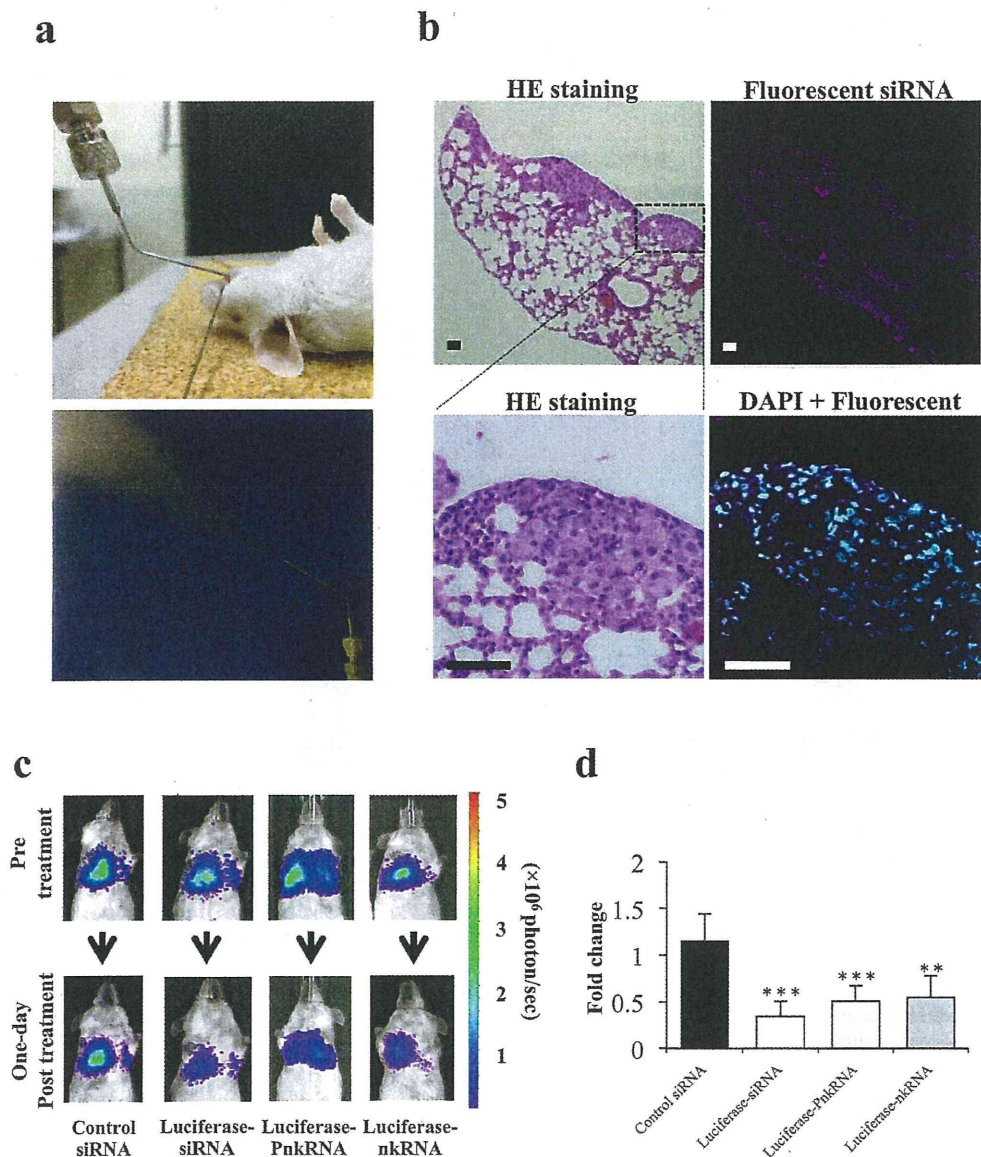 a
b
HE staining
Fluorescent siRNA
HE staining
DAPI + Fluorescent
c
Pre
treatment
One-day
Post treatment
Control
siRNA
Luciferase-
siRNA
Luciferase-
PnkRNA
Luciferase-
nkRNA
5
4
3
2
1
(×10⁶ photon/sec)
d
Fold change
2
1.5
1
0.5
0
***
***
**
Control siRNA
Luciferase-siRNA
Luciferase-PnkRNA
Luciferase-nkRNA